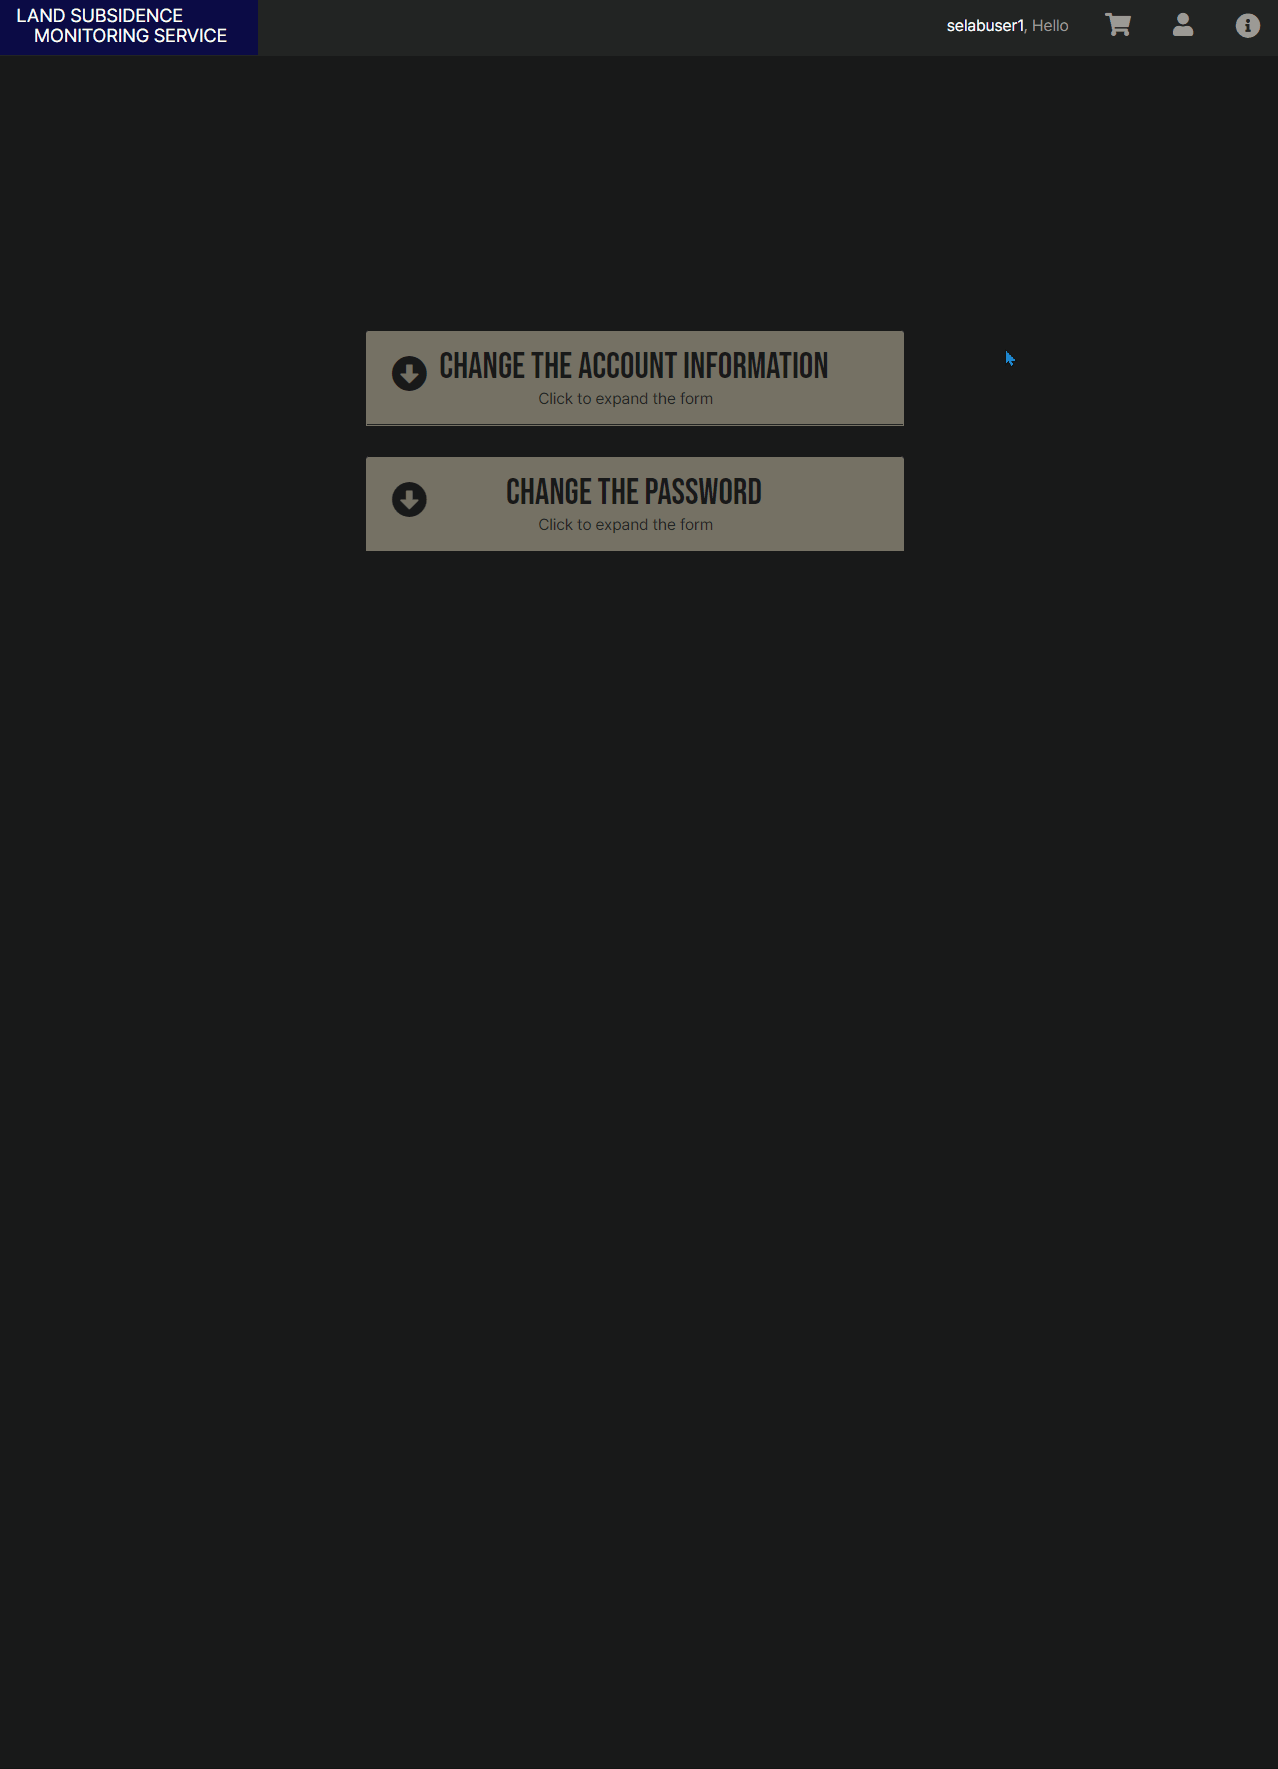 LAND SUBSIDENCE
MONITORING SERVICE
selabuser1, Hello
CHANGE THE ACCOUNT INFORMATION
Click to expand the form
CHANGE THE PASSWORD
Click to expand the form